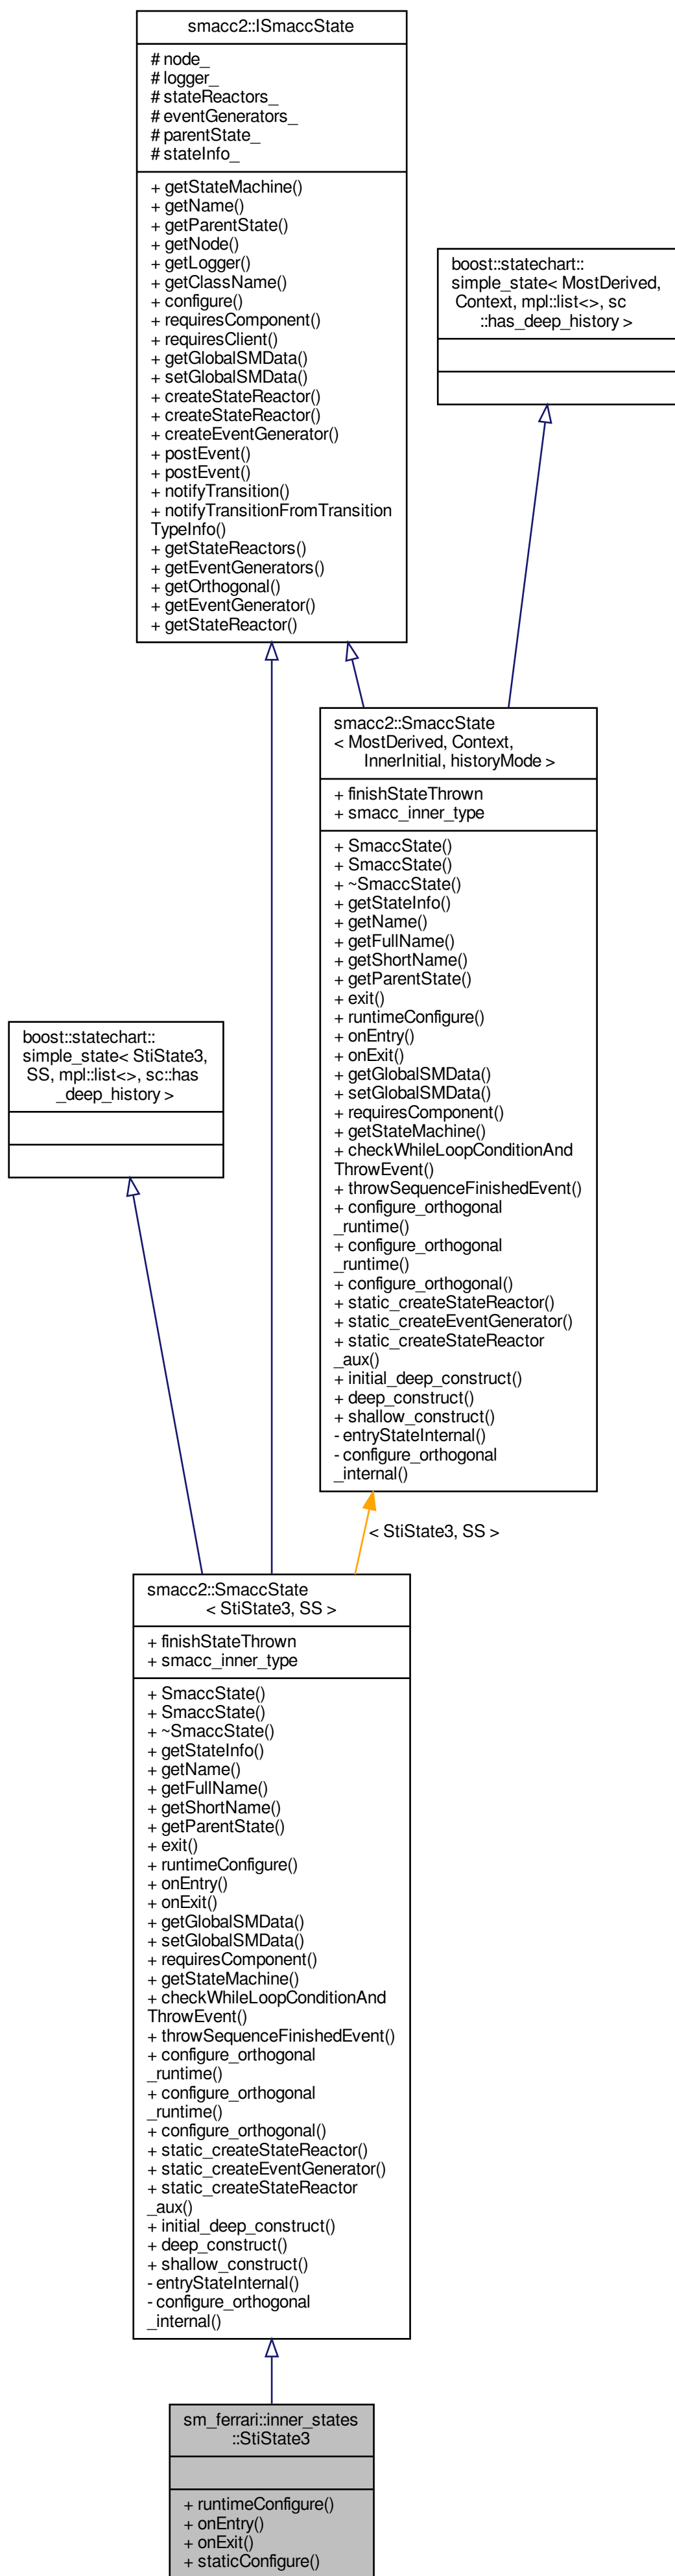 smacc2::ISmaccState
# node_
# logger_
# stateReactors_
# eventGenerators_
# parentState_
# stateInfo_
+ getStateMachine()
+ getName()
+ getParentState()
+ getNode()
+ getLogger()
+ getClassName()
+ configure()
+ requiresComponent()
+ requiresClient()
+ getGlobalSMData()
+ setGlobalSMData()
+ createStateReactor()
+ createStateReactor()
+ createEventGenerator()
+ postEvent()
+ postEvent()
+ notifyTransition()
+ notifyTransitionFromTransition
TypeInfo()
+ getStateReactors()
+ getEventGenerators()
+ getOrthogonal()
+ getEventGenerator()
+ getStateReactor()
boost::statechart::
simple_state< MostDerived,
Context, mpl::list<>, sc
::has_deep_history >
smacc2::SmaccState
< MostDerived, Context,
InnerInitial, historyMode >
+ finishStateThrown
+ smacc_inner_type
+ SmaccState()
+ SmaccState()
+ ~SmaccState()
+ getStateInfo()
+ getName()
+ getFullName()
+ getShortName()
+ getParentState()
+ exit()
+ runtimeConfigure()
+ onEntry()
+ onExit()
+ getGlobalSMData()
+ setGlobalSMData()
+ requiresComponent()
+ getStateMachine()
+ checkWhileLoopConditionAnd
ThrowEvent()
+ throwSequenceFinishedEvent()
+ configure_orthogonal
_runtime()
+ configure_orthogonal
_runtime()
+ configure_orthogonal()
+ static_createStateReactor()
+ static_createEventGenerator()
+ static_createStateReactor
_aux()
+ initial_deep_construct()
+ deep_construct()
+ shallow_construct()
- entryStateInternal()
- configure_orthogonal
_internal()
boost::statechart::
simple_state< StiState3,
SS, mpl::list<>, sc::has
_deep_history >
< StiState3, SS >
smacc2::SmaccState
< StiState3, SS >
+ finishStateThrown
+ smacc_inner_type
+ SmaccState()
+ SmaccState()
+ ~SmaccState()
+ getStateInfo()
+ getName()
+ getFullName()
+ getShortName()
+ getParentState()
+ exit()
+ runtimeConfigure()
+ onEntry()
+ onExit()
+ getGlobalSMData()
+ setGlobalSMData()
+ requiresComponent()
+ getStateMachine()
+ checkWhileLoopConditionAnd
ThrowEvent()
+ throwSequenceFinishedEvent()
+ configure_orthogonal
_runtime()
+ configure_orthogonal
_runtime()
+ configure_orthogonal()
+ static_createStateReactor()
+ static_createEventGenerator()
+ static_createStateReactor
_aux()
+ initial_deep_construct()
+ deep_construct()
+ shallow_construct()
- entryStateInternal()
- configure_orthogonal
_internal()
sm_ferrari::inner_states
::StiState3
+ runtimeConfigure()
+ onEntry()
+ onExit()
+ staticConfigure()